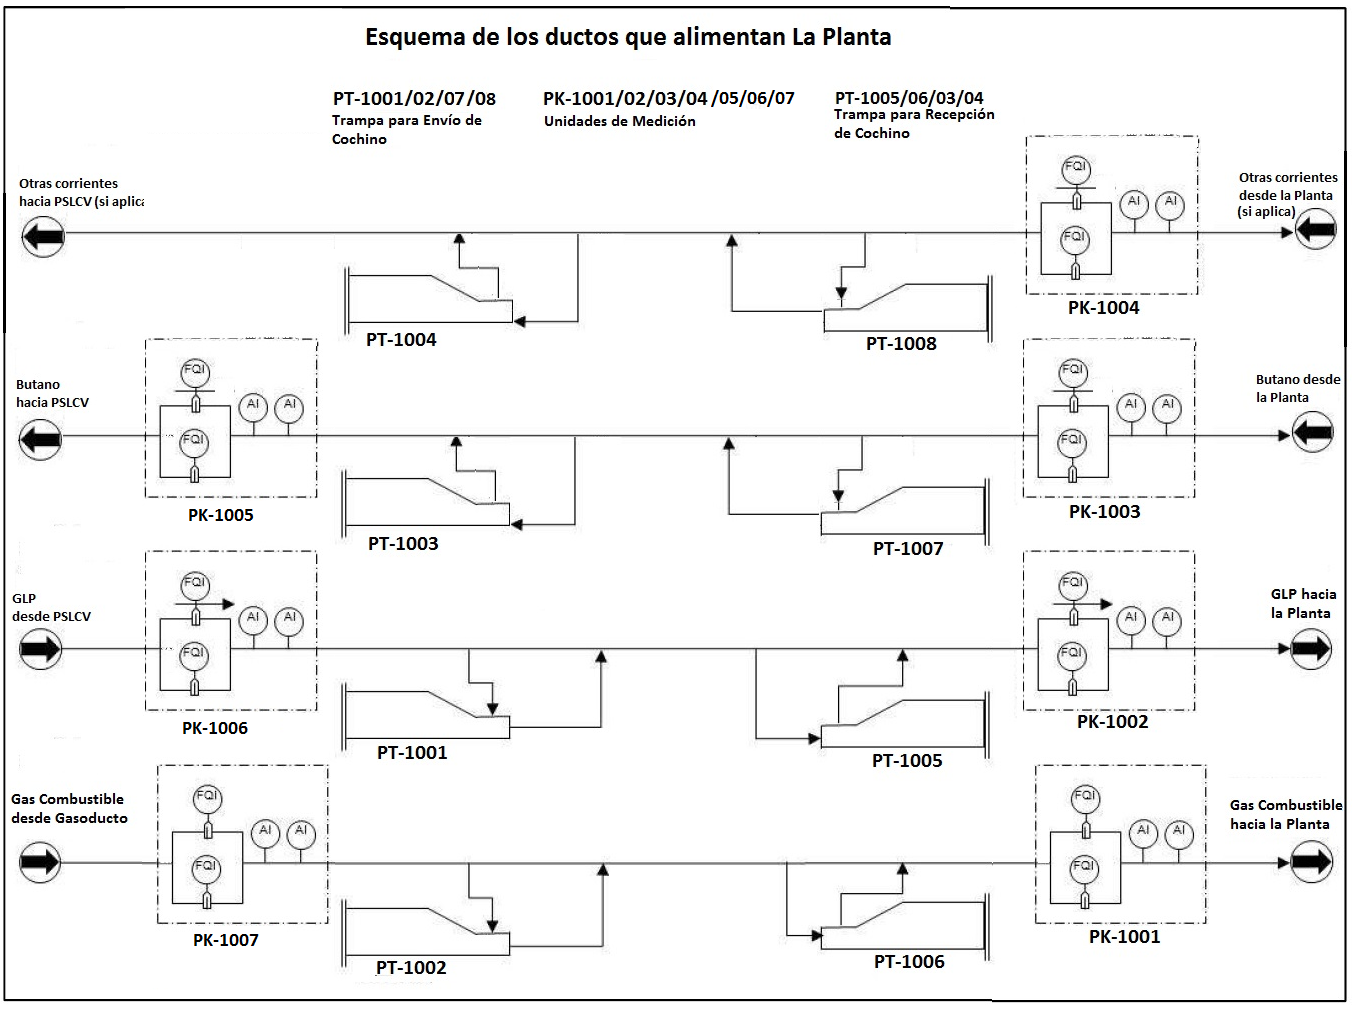 Esquema de los ductos que alimentan La Planta
PT-1001/02/07/08
Trampa para Envío de
Cochino
PK-1001/02/03/04 /05/06/07
Unidades de Medición
PT-1005/06/03/04
Trampa para Recepción
de Cochino
Otras corrientes
hacia PSLCV (si aplica
FQI
FQI
AI
AI
Otras corrientes
desde la Planta
(si aplica)
PT-1004
PT-1008
PK-1004
Butano
hacia PSLCV
FQI
FQI
AI
AI
PK-1005
PT-1003
PT-1007
FQI
FQI
AI
AI
PK-1003
Butano desde
la Planta
GLP
desde PSLCV
FQI
FQI
AI
AI
PK-1006
PT-1001
PT-1005
FQI
FQI
AI
AI
PK-1002
GLP hacia
la Planta
Gas Combustible
desde Gasoducto
FQI
FQI
AI
AI
PK-1007
PT-1002
PT-1006
FQI
FQI
AI
AI
PK-1001
Gas Combustible
hacia la Planta